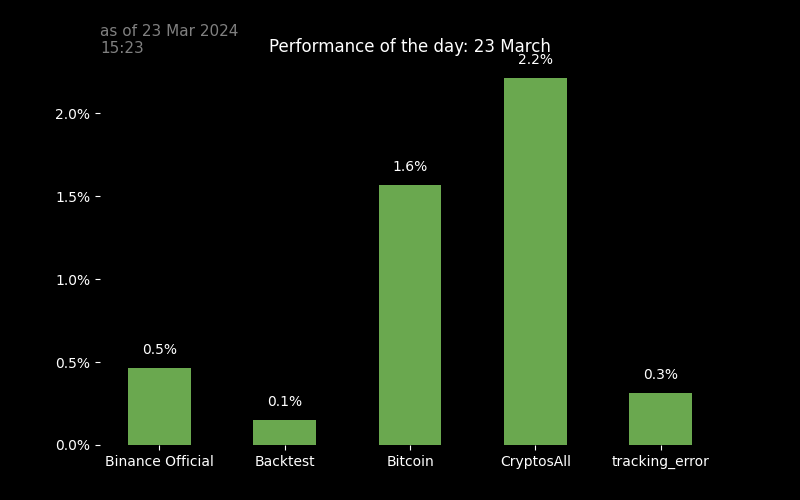 as of 23 Mar 2024
15:23
Performance of the day: 23 March
2.2%
2.0%
1.6%
1.5%
1.0%
0.5%
0.5%
0.1%
0.3%
0.0%
Binance Official
Backtest
Bitcoin
CryptosAll
tracking_error